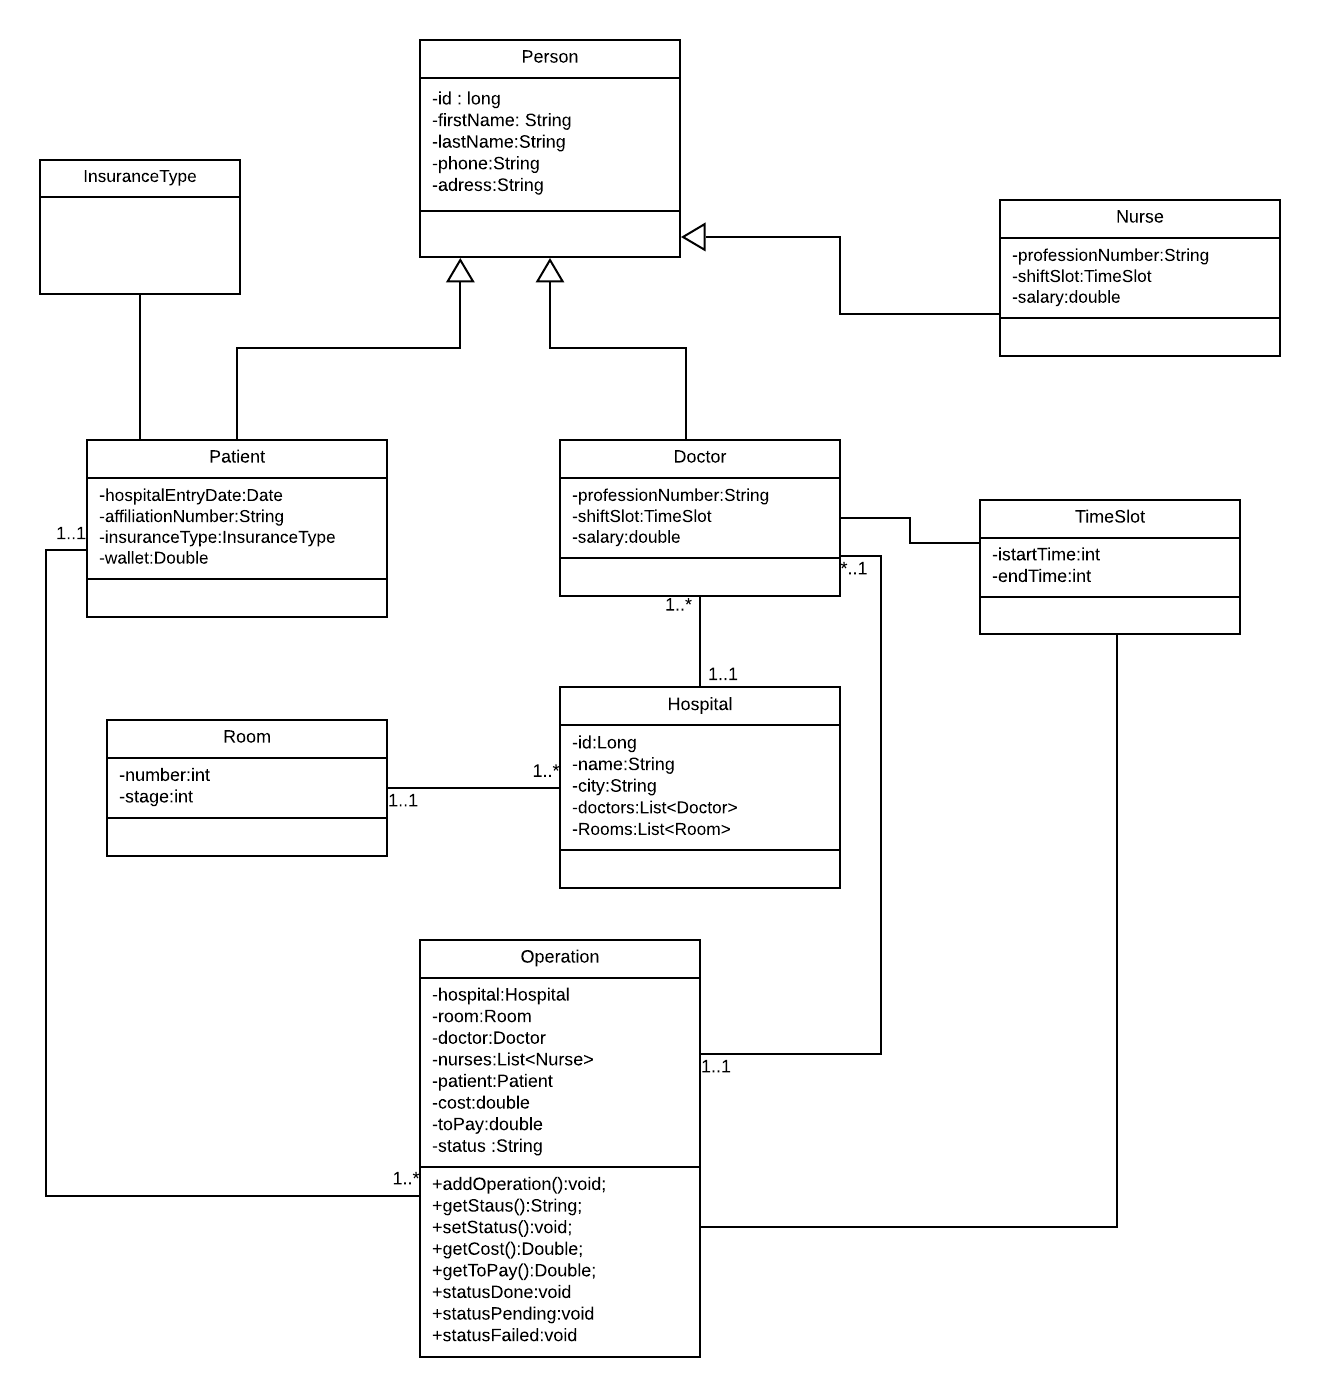 Person
-id : long
-firstName: String
-lastName:String
-phone:String
-adress:String
InsuranceType
Nurse
-professionNumber:String
-shiftSlot:TimeSlot
-salary:double
Patient
-hospitalEntryDate:Date
-affiliationNumber:String
-insuranceType:InsuranceType
-wallet:Double
1..1
Doctor
-professionNumber:String
-shiftSlot:TimeSlot
-salary:double
*..1
1..*
TimeSlot
-istartTime:int
-endTime:int
1..1
Hospital
-id:Long
-name:String
-city:String
-doctors:List<Doctor>
-Rooms:List<Room>
Room
-number:int
-stage:int
1..*
1..1
Operation
-hospital:Hospital
-room:Room
-doctor:Doctor
-nurses:List<Nurse>
-patient:Patient
-cost:double
-toPay:double
-status :String
1..1
1..*
+addOperation():void;
+getStaus():String;
+setStatus():void;
+getCost():Double;
+getToPay():Double;
+statusDone:void
+statusPending:void
+statusFailed:void